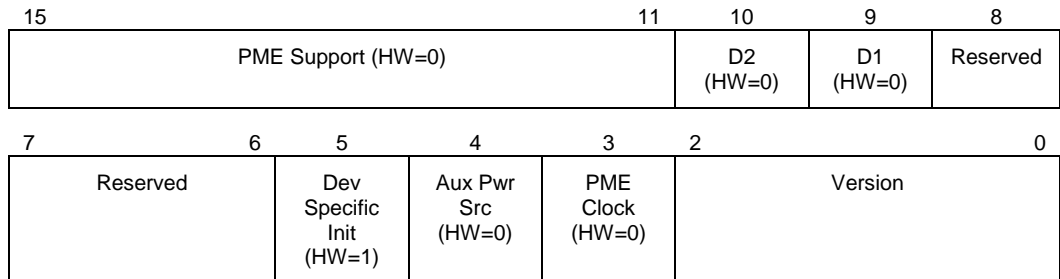 15 11 10 9 8
PME Support (HW=0) D2 D1 Reserved
(HW=0) (HW=0)
7 6 5 4 3 2 0
Reserved Dev Aux Pwr PME Version
Specific Src Clock
Init (HW=0) (HW=0)
(HW=1)